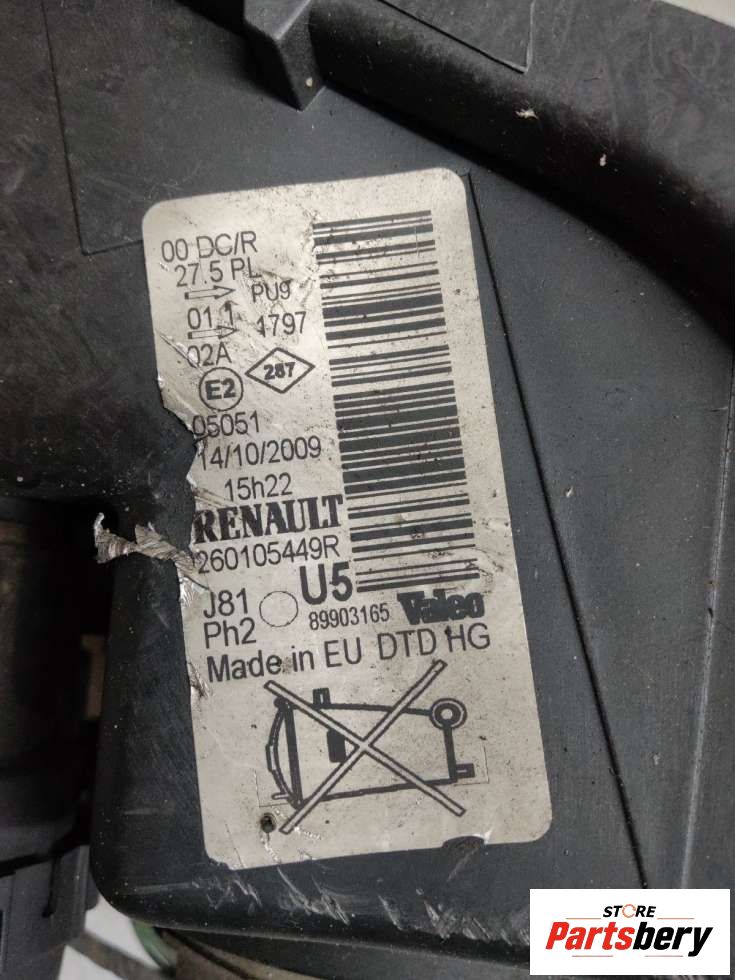 00 DC/R
27.5 PL
PU9
01 1
1797
02A
E2
287
05051
14/10/2009
15h22
RENAULT
260105449R
J81
U5
Ph2
89903165 Valeo
Made in EU DTD HG
STORE
Partsbery